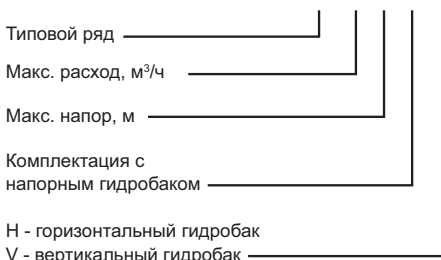 Типовой ряд
Макс. расход, м³/ч
Макс. напор, м
Комплектация с
напорным гидробаком
H - горизонтальный гидробак
V - вертикальный гидробак